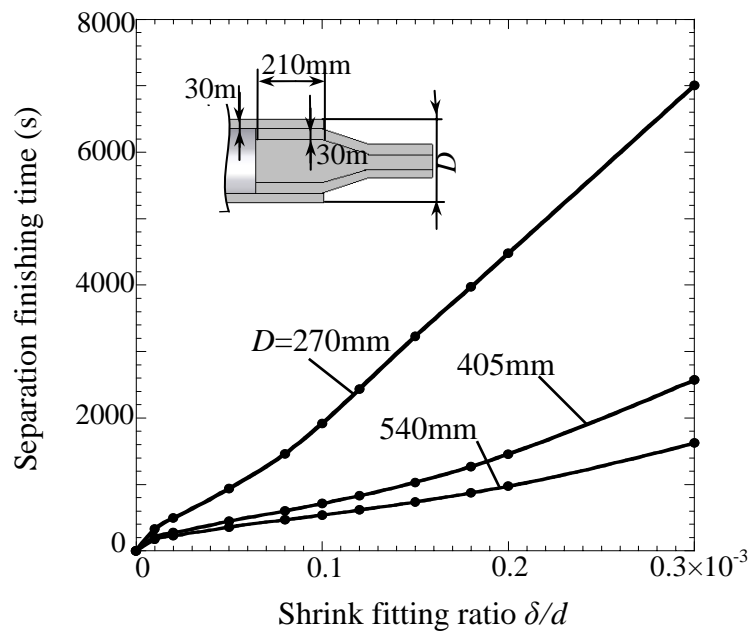 8000
6000
4000
2000
0
Separation finishing time (s)
210mm
30m
30m
D
D=270mm
405mm
540mm
0
0.1
0.2
0.3×10⁻³
Shrink fitting ratio δ/d